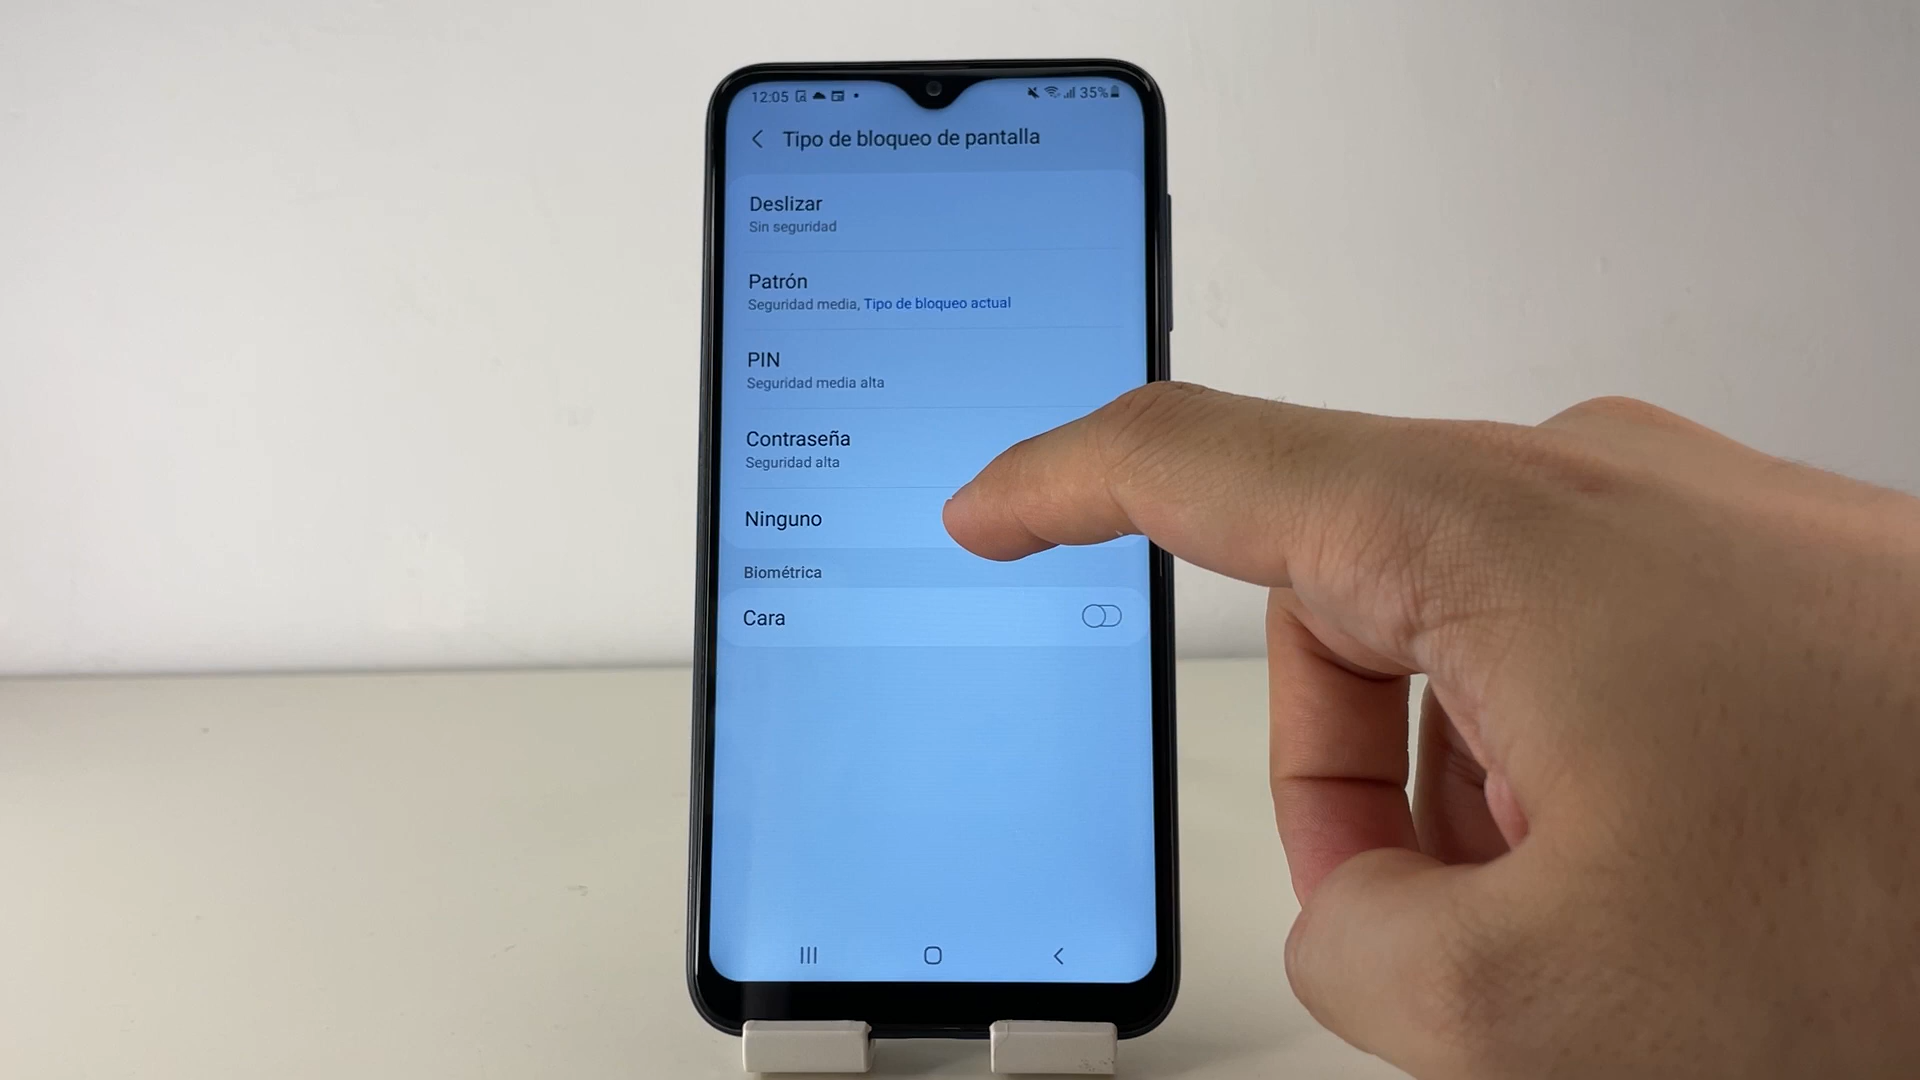 12:05
35%
Tipo de bloqueo de pantalla
Deslizar
Sin seguridad
Patrón
Seguridad media, Tipo de bloqueo actual
PIN
Seguridad media alta
Contraseña
Seguridad alta
Ninguno
Biométrica
Cara